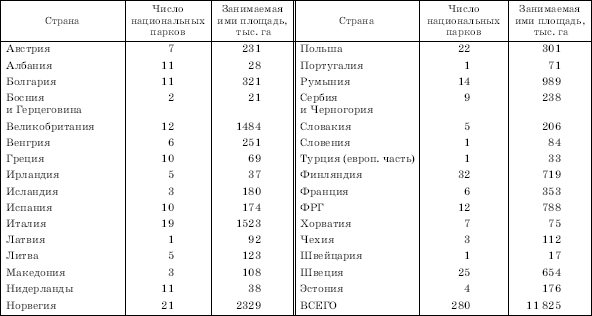 Страна Число национальных парков Занимаемая ими площадь, тыс. га Страна Число национальных парков Занимаемая ими площадь, тыс. га
Австрия 7 231 Польша 22 301
Албания 11 28 Португалия 1 71
Болгария 11 321 Румыния 14 989
Босния и Герцеговина 2 21 Сербия и Черногория 9 238
Великобритания 12 1484 Словакия 5 206
Венгрия 6 251 Словения 1 84
Греция 10 69 Турция (европ. часть) 1 33
Ирландия 5 37 Финляндия 32 719
Исландия 3 180 Франция 6 353
Испания 10 174 ФРГ 12 788
Италия 19 1523 Хорватия 7 75
Латвия 1 92 Чехия 3 112
Литва 5 123 Швейцария 1 17
Македония 3 108 Швеция 25 654
Нидерланды 11 38 Эстония 4 176
Норвегия 21 2329 ВСЕГО 280 11 825